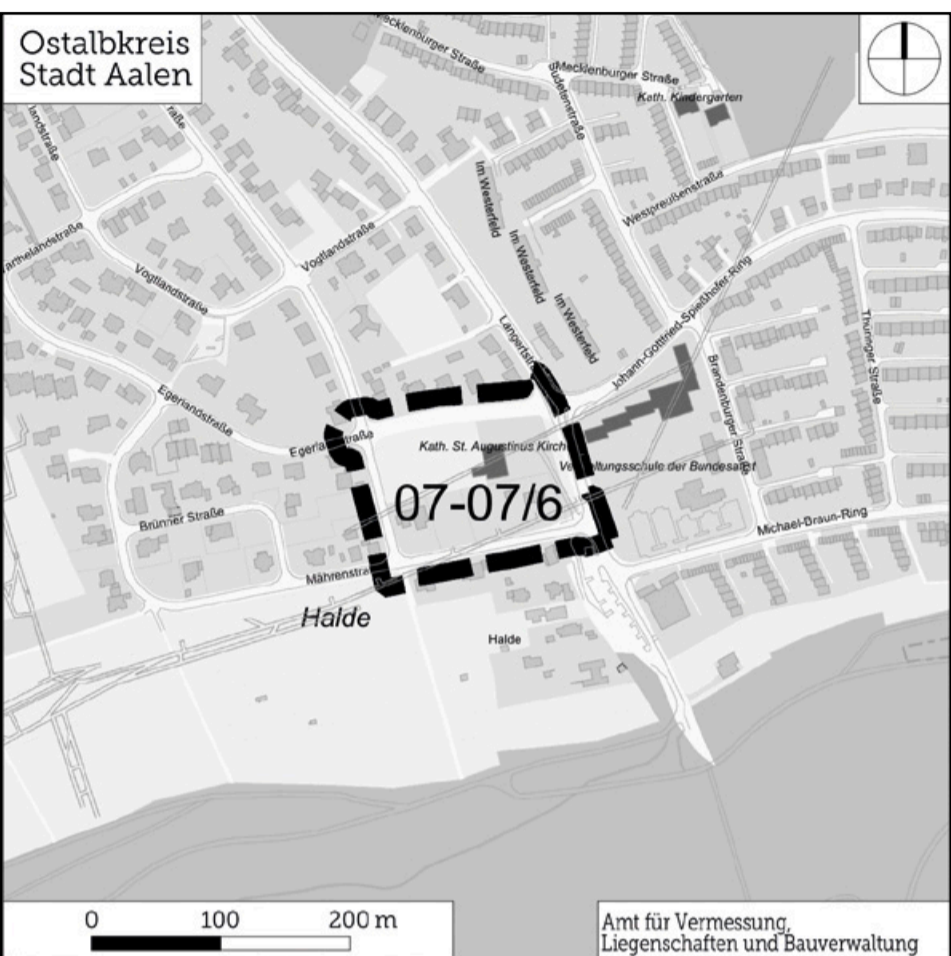 Ostalbkreis
Stadt Aalen
Mecklenburger Straße
Mecklenburger Straße
Sudetenstraße
Kath. Kindergarten
Im Westerfeld
Im Westerfeld
Im Westerfeld
Westpreußenstraße
Vogtlandstraße
Vogtlandstraße
Johann-Gottfried-Spießhofer-Ring
Thüringer Straße
Brandenburger Straße
Egerlandstraße
Kath. St. Augustinus Kirch
07-07/6
Brünner Straße
Michael-Braun-Ring
Halde
Halde
0 100 200 m
Amt für Vermessung,
Liegenschaften und Bauverwaltung